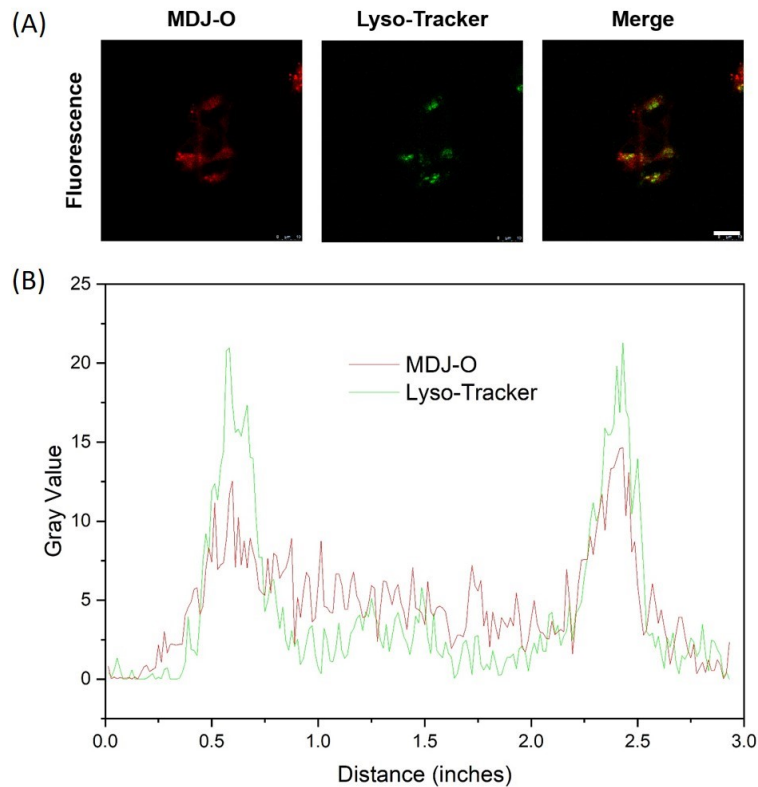 (A)
MDJ-O Lyso-Tracker Merge
Fluorescence
(B)
25
20
15
10
5
0
Gray Value
MDJ-O
Lyso-Tracker
0.0 0.5 1.0 1.5 2.0 2.5 3.0
Distance (inches)